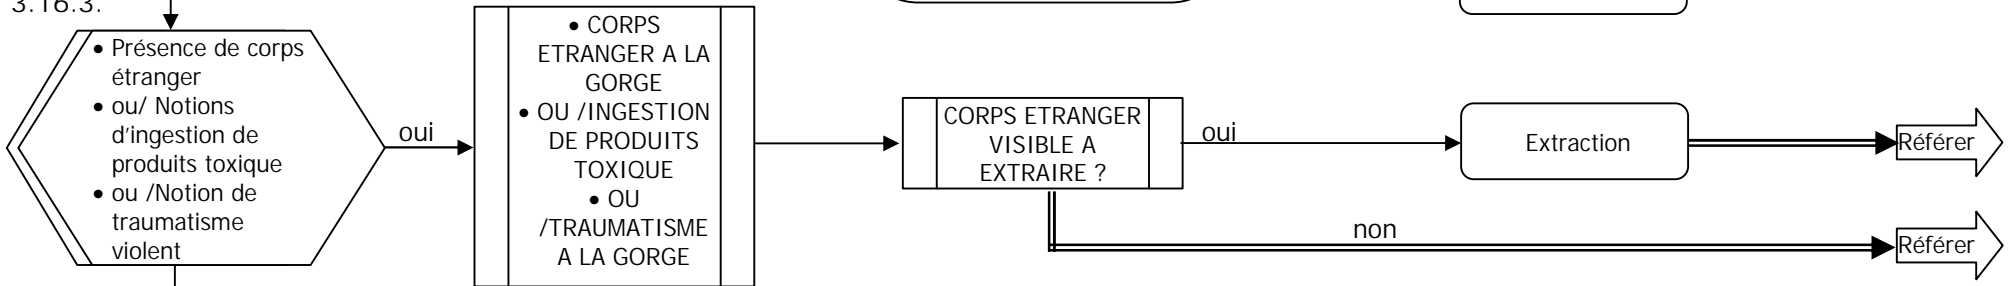 3.16.3.
• Présence de corps
étranger
• ou/ Notions
d'ingestion de
produits toxique
• ou /Notion de
traumatisme
violent
oui
• CORPS
ETRANGER A LA
GORGE
• OU /INGESTION
DE PRODUITS
TOXIQUE
• OU
/TRAUMATISME
A LA GORGE
CORPS ETRANGER
VISIBLE A
EXTRAIRE ?
oui
Extraction
Référer
non
Référer